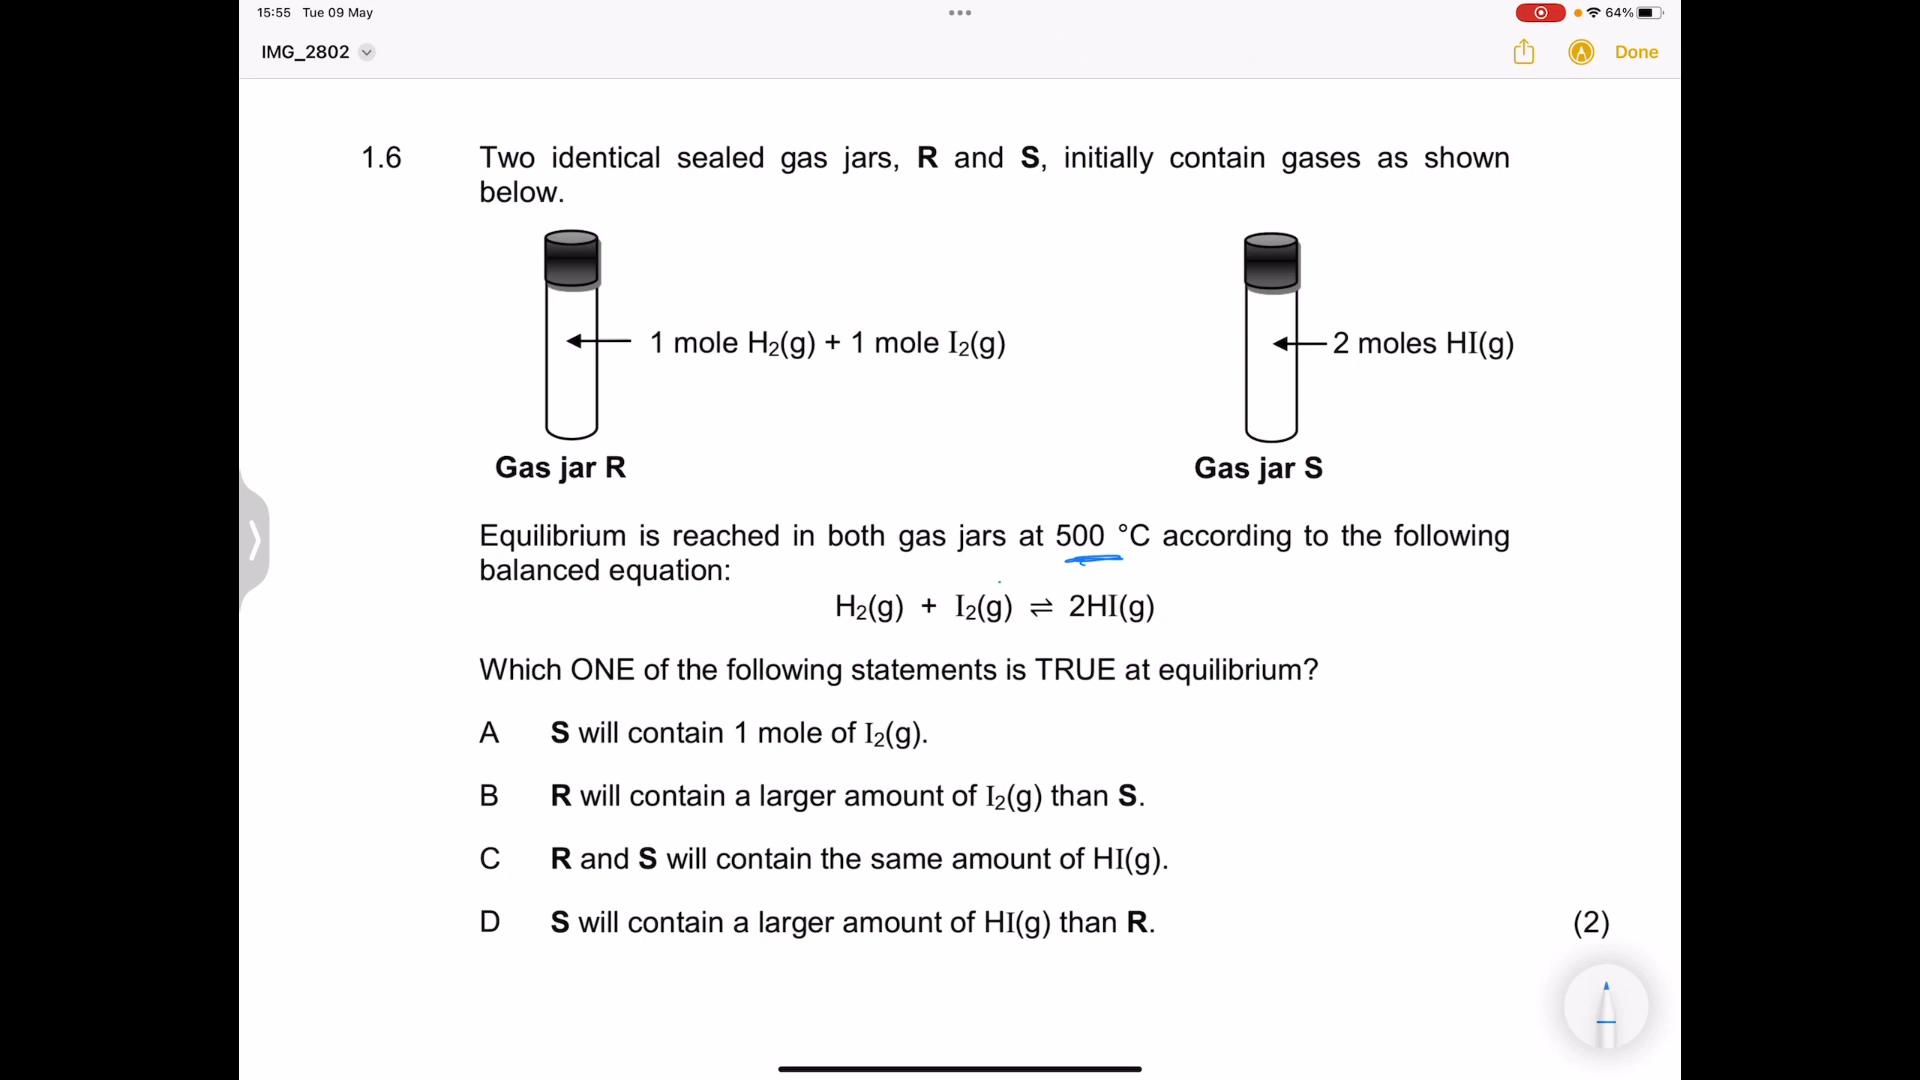 15:55 Tue 09 May
64%
IMG_2802
Done
1.6 Two identical sealed gas jars, R and S, initially contain gases as shown
below.
1 mole H₂(g) + 1 mole I₂(g)
2 moles HI(g)
Gas jar R
Gas jar S
Equilibrium is reached in both gas jars at 500 °C according to the following
balanced equation:
H₂(g) + I₂(g) ⇌ 2HI(g)
Which ONE of the following statements is TRUE at equilibrium?
A S will contain 1 mole of I₂(g).
B R will contain a larger amount of I₂(g) than S.
C R and S will contain the same amount of HI(g).
D S will contain a larger amount of HI(g) than R. (2)